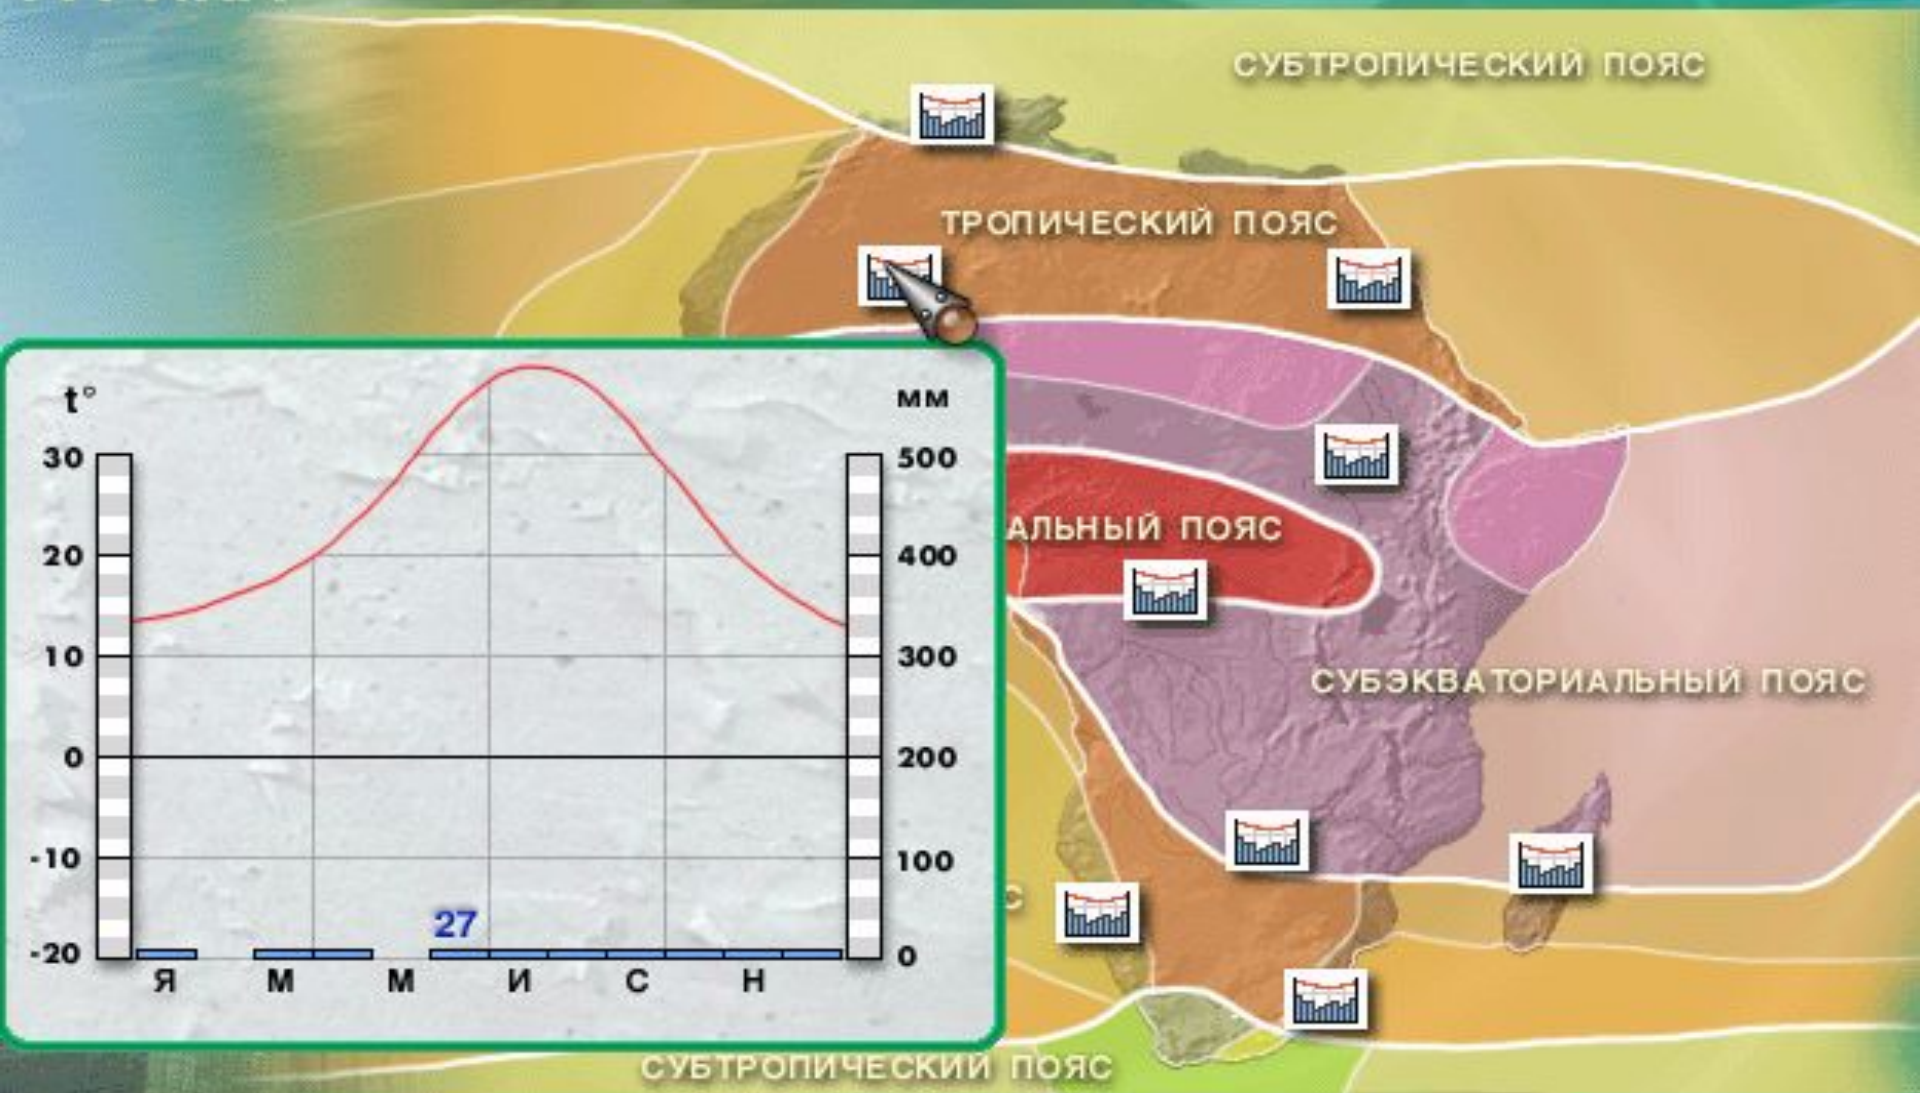 СУБТРОПИЧЕСКИЙ ПОЯС
ТРОПИЧЕСКИЙ ПОЯС
t° мм
30 500
20 400
10 300
0 200
-10 100
-20 0
27
Я М М И С Н
АЛЬНЫЙ ПОЯС
СУБЭКВАТОРИАЛЬНЫЙ ПОЯС
С
СУБТРОПИЧЕСКИЙ ПОЯС